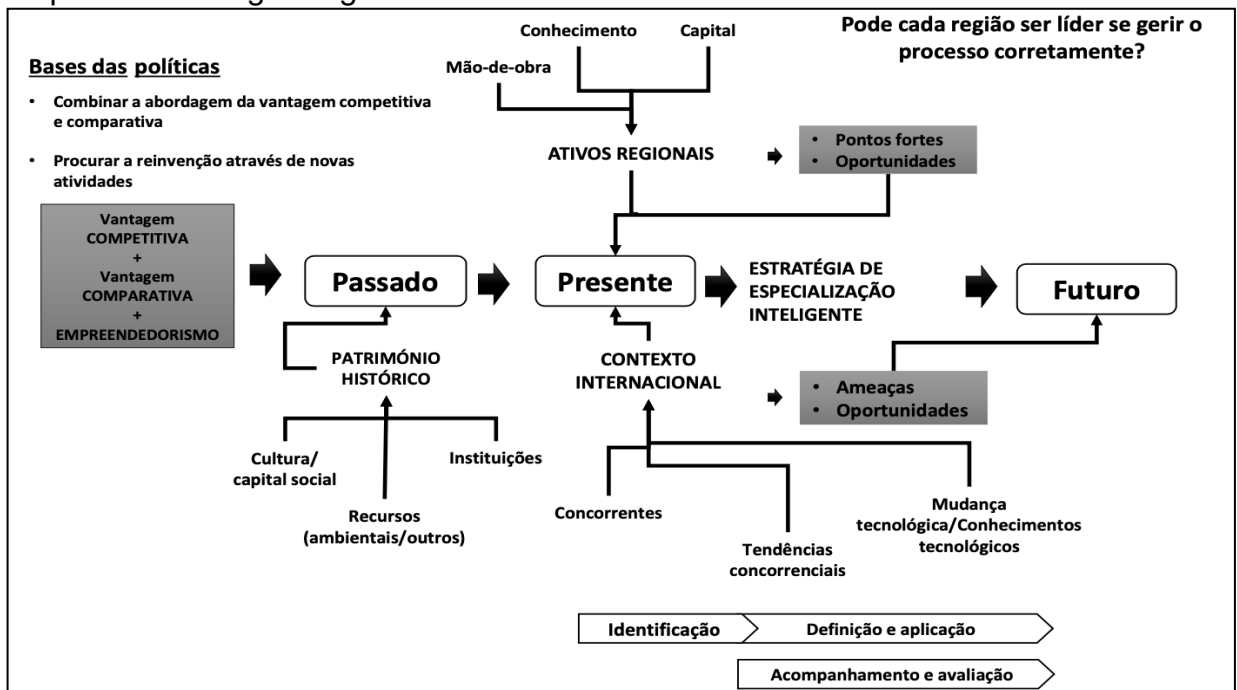 Pode cada região ser líder se gerir o
processo corretamente?
Bases das políticas
• Combinar a abordagem da vantagem competitiva
e comparativa
• Procurar a reinvenção através de novas
atividades
Conhecimento
Capital
Mão-de-obra
ATIVOS REGIONAIS
• Pontos fortes
• Oportunidades
Vantagem
COMPETITIVA
+
Vantagem
COMPARATIVA
+
EMPREENDEDORISMO
Passado
Presente
ESTRATÉGIA DE
ESPECIALIZAÇÃO
INTELIGENTE
Futuro
PATRIMÓNIO
HISTÓRICO
CONTEXTO
INTERNACIONAL
• Ameaças
• Oportunidades
Cultura/
capital social
Instituições
Recursos
(ambientais/outros)
Concorrentes
Tendências
concorrenciais
Mudança
tecnológica/Conhecimentos
tecnológicos
Identificação
Definição e aplicação
Acompanhamento e avaliação